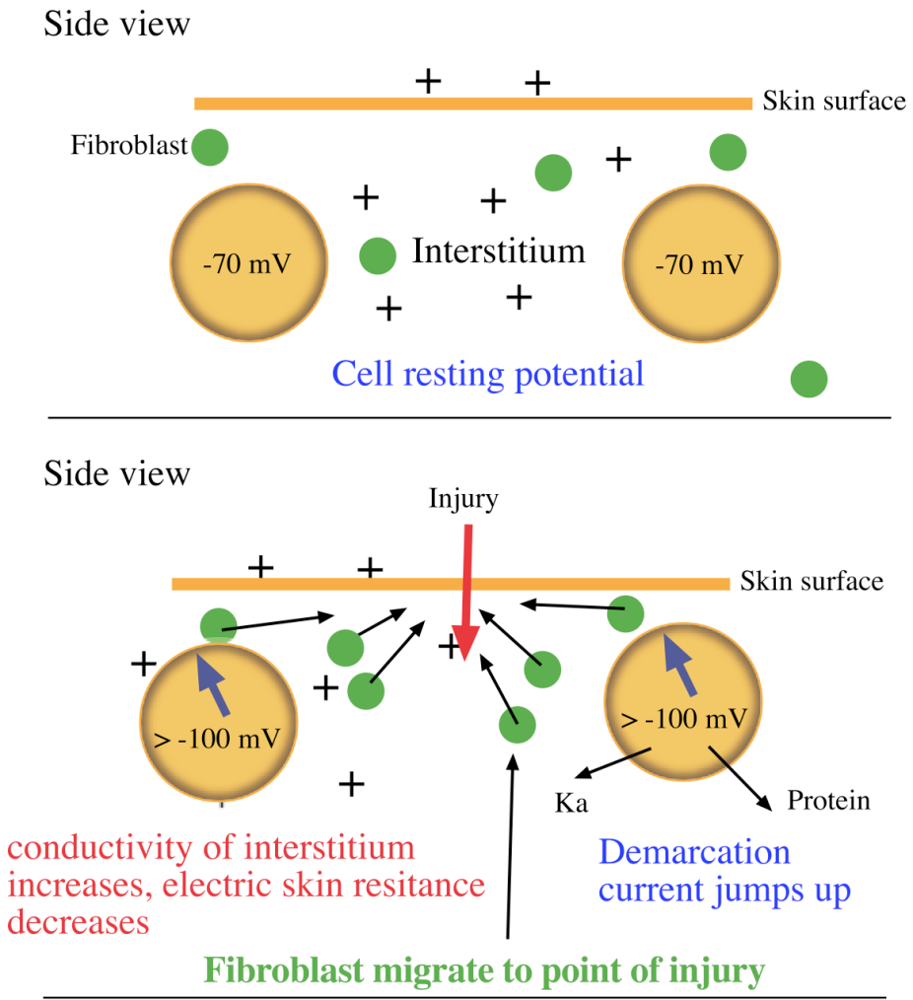 Side view
+ +
Skin surface
Fibroblast
+
+ +
Interstitium
-70 mV
-70 mV
+ +
Cell resting potential
Side view
Injury
+ +
Skin surface
+
+
+
> -100 mV
> -100 mV
+
Ka
Protein
conductivity of interstitium
increases, electric skin resitance
decreases
Demarcation
current jumps up
Fibroblast migrate to point of injury